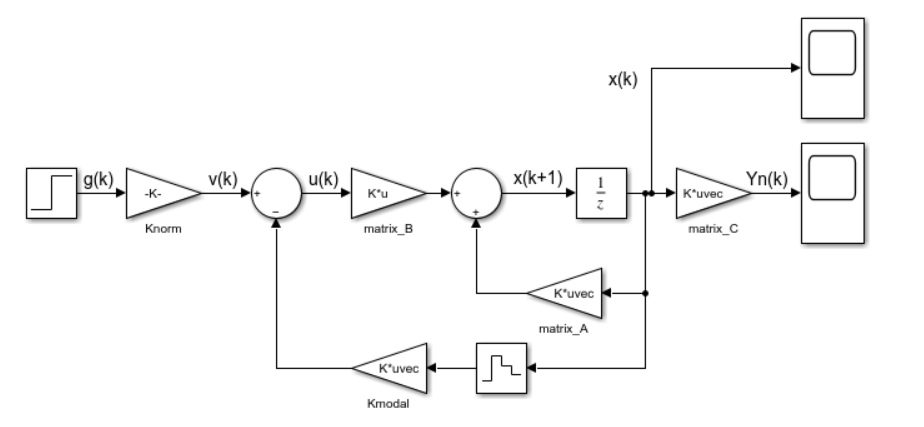 x(k)
g(k)
-K-
Knorm
v(k)
+
−
u(k)
K*u
matrix_B
+
+
x(k+1)
1
z
K*uvec
matrix_C
Yn(k)
K*uvec
matrix_A
K*uvec
Kmodal